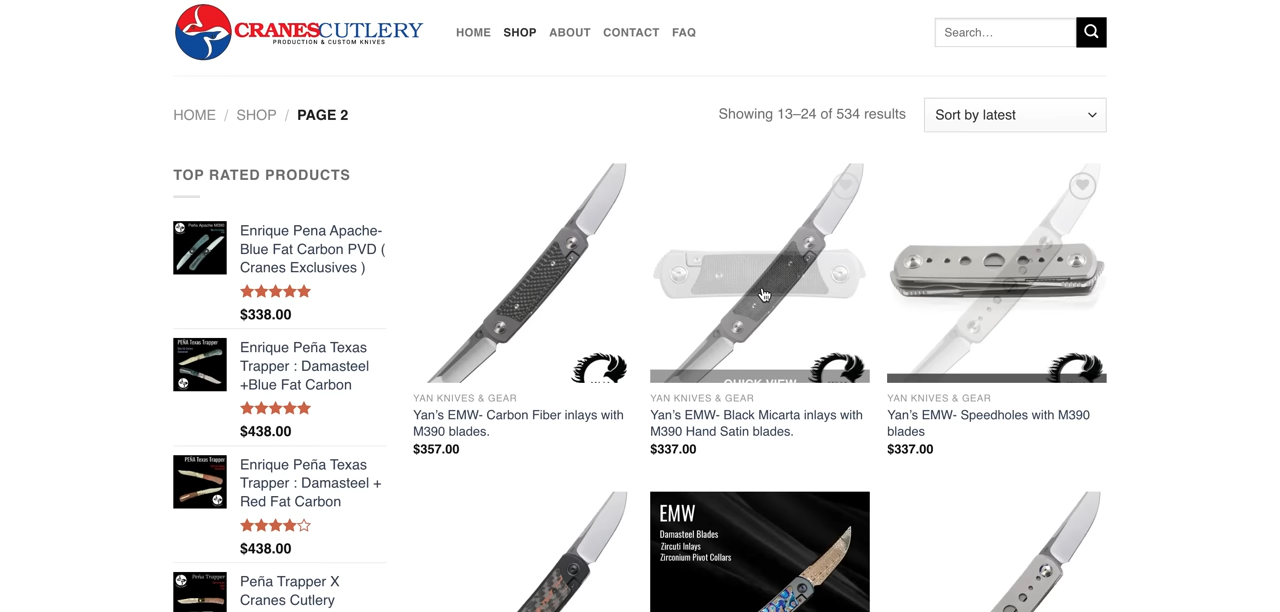 CRANESCUTLERY
PRODUCTION & CUSTOM KNIVES
HOME SHOP ABOUT CONTACT FAQ
Search…
HOME / SHOP / PAGE 2
Showing 13–24 of 534 results
Sort by latest
TOP RATED PRODUCTS
Enrique Pena Apache-
Blue Fat Carbon PVD (
Cranes Exclusives )
$338.00
Enrique Peña Texas
Trapper : Damasteel
+Blue Fat Carbon
$438.00
Enrique Peña Texas
Trapper : Damasteel +
Red Fat Carbon
$438.00
Peña Trapper X
Cranes Cutlery
YAN KNIVES & GEAR
Yan’s EMW- Carbon Fiber inlays with
M390 blades.
$357.00
QUICK VIEW
YAN KNIVES & GEAR
Yan’s EMW- Black Micarta inlays with
M390 Hand Satin blades.
$337.00
YAN KNIVES & GEAR
Yan’s EMW- Speedholes with M390
blades
$337.00
EMW
Damasteel Blades
Zircuti Inlays
Zirconium Pivot Collars